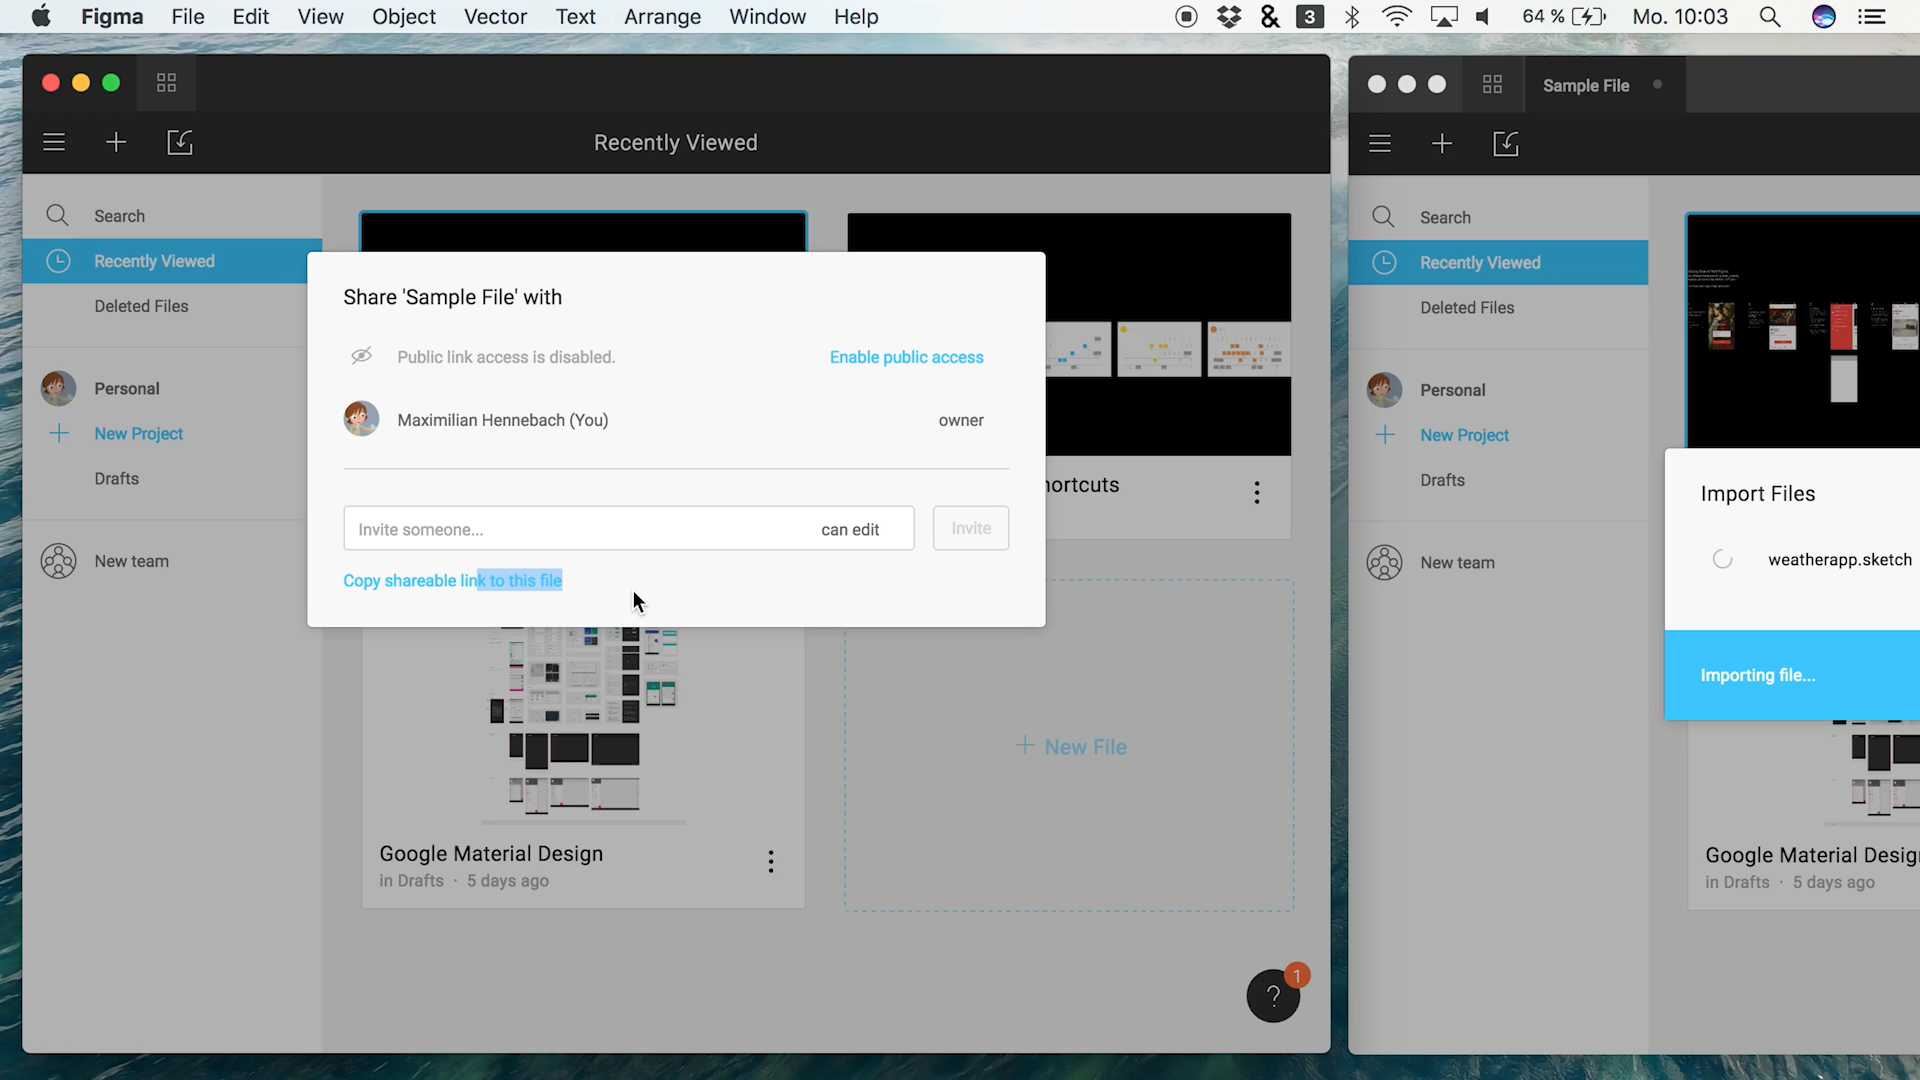 Figma File Edit View Object Vector Text Arrange Window Help
3 64 % Mo. 10:03
Recently Viewed
Search
Recently Viewed
Deleted Files
Personal
New Project
Drafts
New team
Share 'Sample File' with
Public link access is disabled. Enable public access
Maximilian Hennebach (You) owner
Invite someone... can edit Invite
Copy shareable link to this file
ortcuts
New File
Google Material Design
in Drafts · 5 days ago
?
1
Sample File
Search
Recently Viewed
Deleted Files
Personal
New Project
Drafts
New team
Import Files
weatherapp.sketch
Importing file...
Google Material Desig
in Drafts · 5 days ago